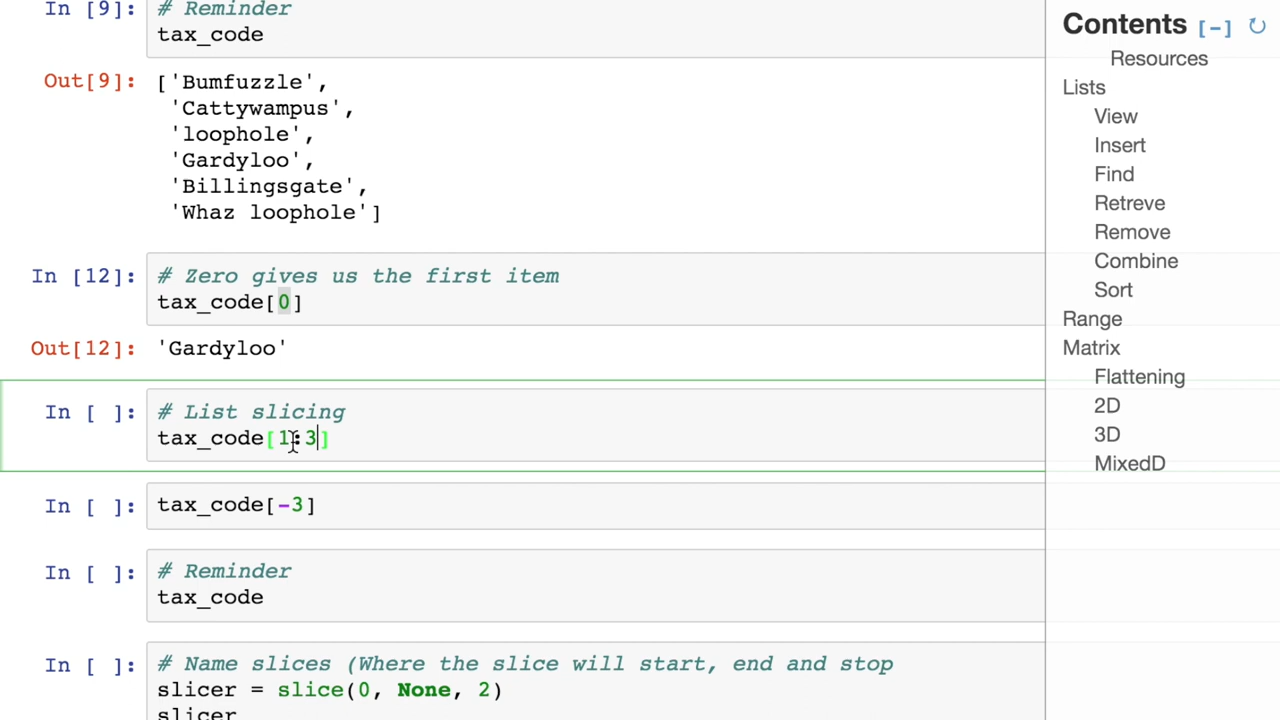 In [9]: # Reminder
tax_code
Out[9]: ['Bumfuzzle',
'Cattywampus',
'loophole',
'Gardyloo',
'Billingsgate',
'Whaz loophole']
In [12]: # Zero gives us the first item
tax_code[0]
Out[12]: 'Gardyloo'
In [ ]: # List slicing
tax_code[1:3]
In [ ]: tax_code[-3]
In [ ]: # Reminder
tax_code
In [ ]: # Name slices (Where the slice will start, end and stop
slicer = slice(0, None, 2)
slicer
Contents [-] ↻
Resources
Lists
View
Insert
Find
Retreve
Remove
Combine
Sort
Range
Matrix
Flattening
2D
3D
MixedD